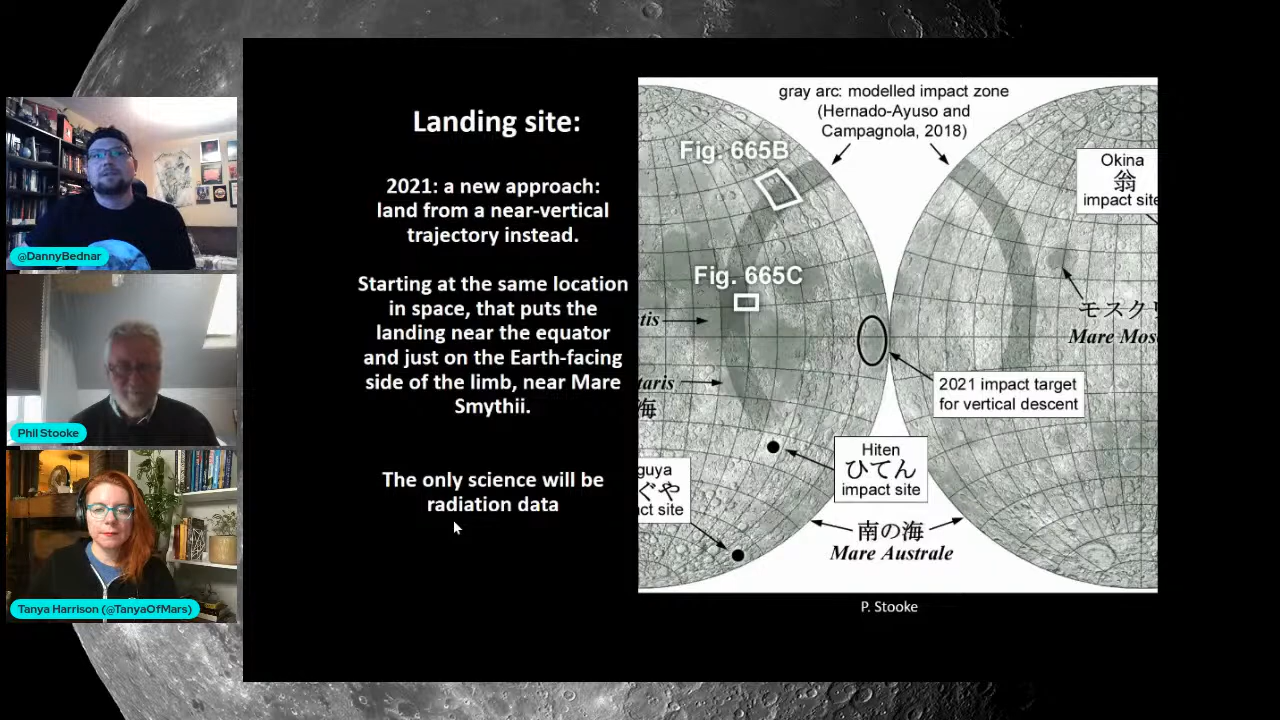 @DannyBednar
Phil Stooke
Tanya Harrison (@TanyaOfMars)
Landing site:
2021: a new approach:
land from a near-vertical
trajectory instead.
Starting at the same location
in space, that puts the
landing near the equator
and just on the Earth-facing
side of the limb, near Mare
Smythii.
The only science will be
radiation data
gray arc: modelled impact zone
(Hernado-Ayuso and
Campagnola, 2018)
Fig. 665B
Okina
翁
impact site
Fig. 665C
モスク
Mare Mos
tis
2021 impact target
for vertical descent
taris
海
Hiten
ひてん
impact site
guya
ぐや
ct site
南の海
Mare Australe
P. Stooke